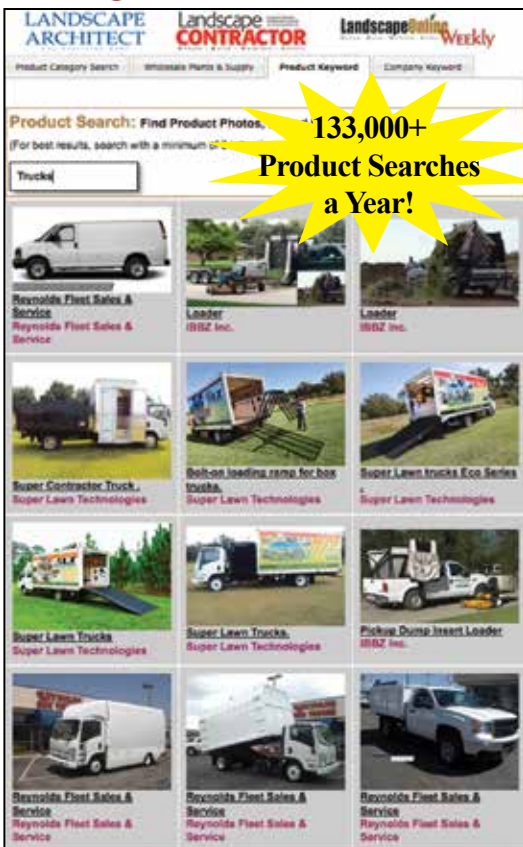 LANDSCAPE
ARCHITECT
Landscape
CONTRACTOR
LandscapeOnline
Weekly
Product Category Search
Wholesale Plants & Supply
Product Keyword
Company Keyword
Product Search: Find Product Photos,
(For best results, search with a minimum of
Trucks
133,000+
Product Searches
a Year!
Reynolds Fleet Sales &
Service
Reynolds Fleet Sales &
Service
Loader
IBBZ Inc.
Loader
IBBZ Inc.
Super Contractor Truck .
Super Lawn Technologies
Bolt-on loading ramp for box
trucks.
Super Lawn Technologies
Super Lawn trucks Eco Series
.
Super Lawn Technologies
Super Lawn Trucks
Super Lawn Technologies
Super Lawn Trucks.
Super Lawn Technologies
Pickup Dump Insert Loader
IBBZ Inc.
Reynolds Fleet Sales &
Service
Reynolds Fleet Sales &
Service
Reynolds Fleet Sales &
Service
Reynolds Fleet Sales &
Service
Reynolds Fleet Sales &
Service
Reynolds Fleet Sales &
Service